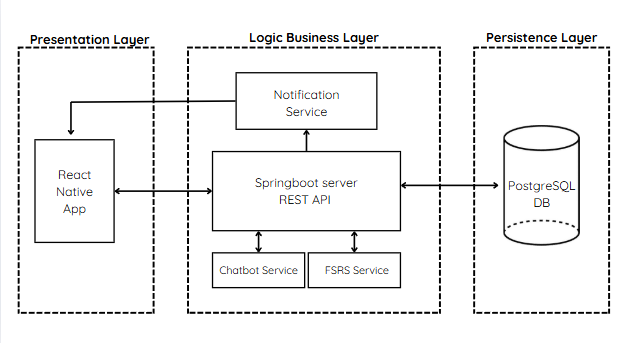 Presentation Layer
Logic Business Layer
Persistence Layer
Notification
Service
React
Native
App
Springboot server
REST API
PostgreSQL
DB
Chatbot Service
FSRS Service